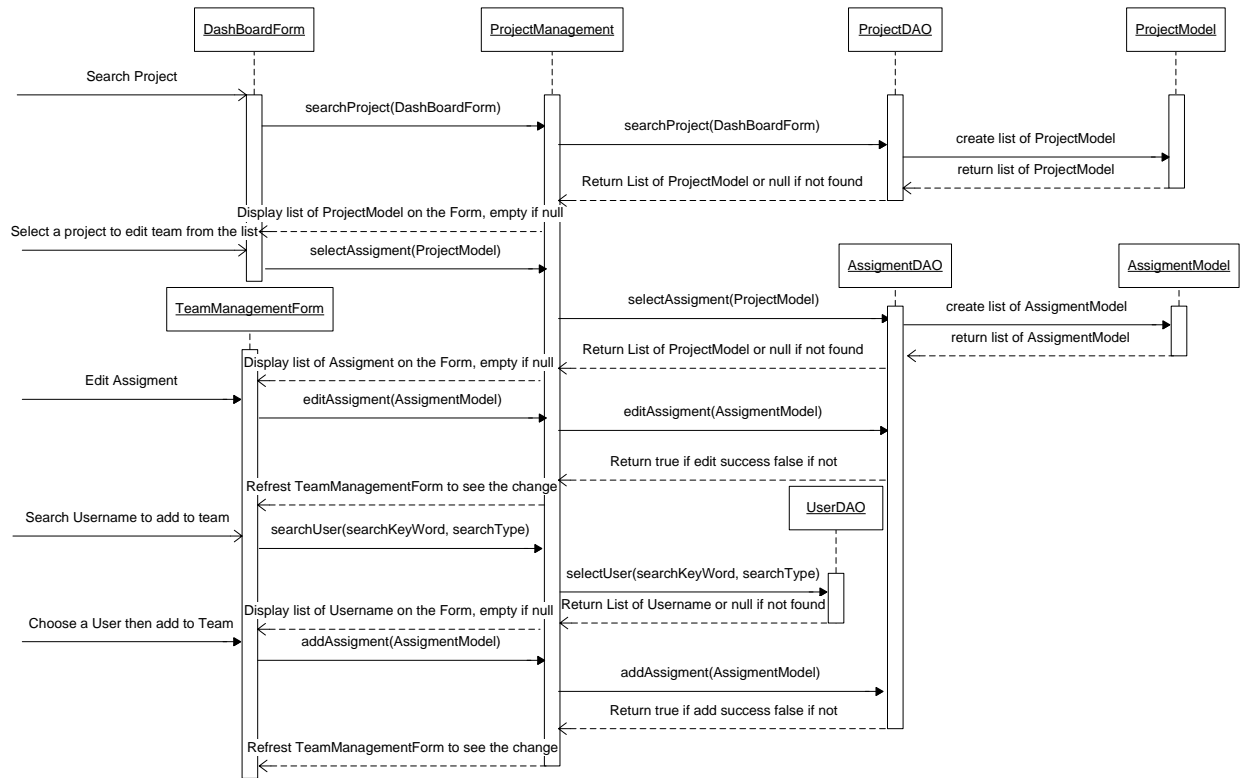 DashBoardForm
ProjectManagement
ProjectDAO
ProjectModel
Search Project
searchProject(DashBoardForm)
searchProject(DashBoardForm)
create list of ProjectModel
return list of ProjectModel
Return List of ProjectModel or null if not found
Display list of ProjectModel on the Form, empty if null
Select a project to edit team from the list
selectAssigment(ProjectModel)
AssigmentDAO
AssigmentModel
TeamManagementForm
selectAssigment(ProjectModel)
create list of AssigmentModel
return list of AssigmentModel
Return List of ProjectModel or null if not found
Display list of Assigment on the Form, empty if null
Edit Assigment
editAssigment(AssigmentModel)
editAssigment(AssigmentModel)
Return true if edit success false if not
Refrest TeamManagementForm to see the change
UserDAO
Search Username to add to team
searchUser(searchKeyWord, searchType)
selectUser(searchKeyWord, searchType)
Return List of Username or null if not found
Display list of Username on the Form, empty if null
Choose a User then add to Team
addAssigment(AssigmentModel)
addAssigment(AssigmentModel)
Return true if add success false if not
Refrest TeamManagementForm to see the change